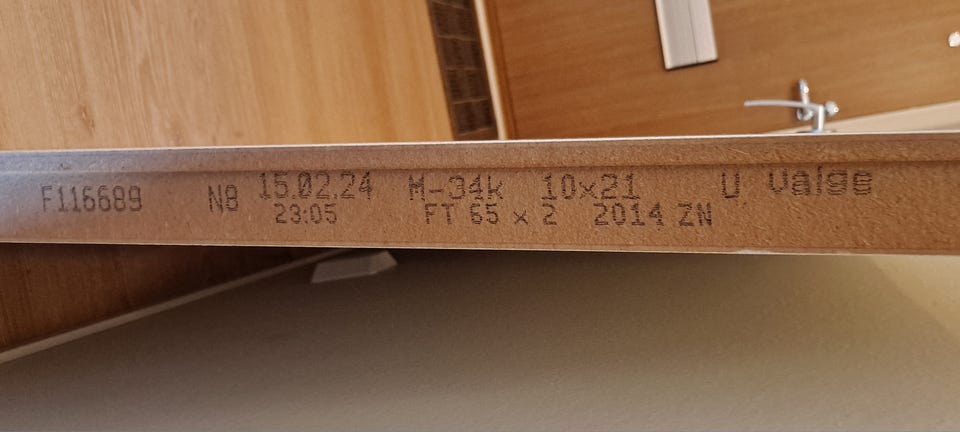 F116689 N8 15.02.24 M-34k 10x21 U valge
23:05 FT 65 x 2 2014 ZN